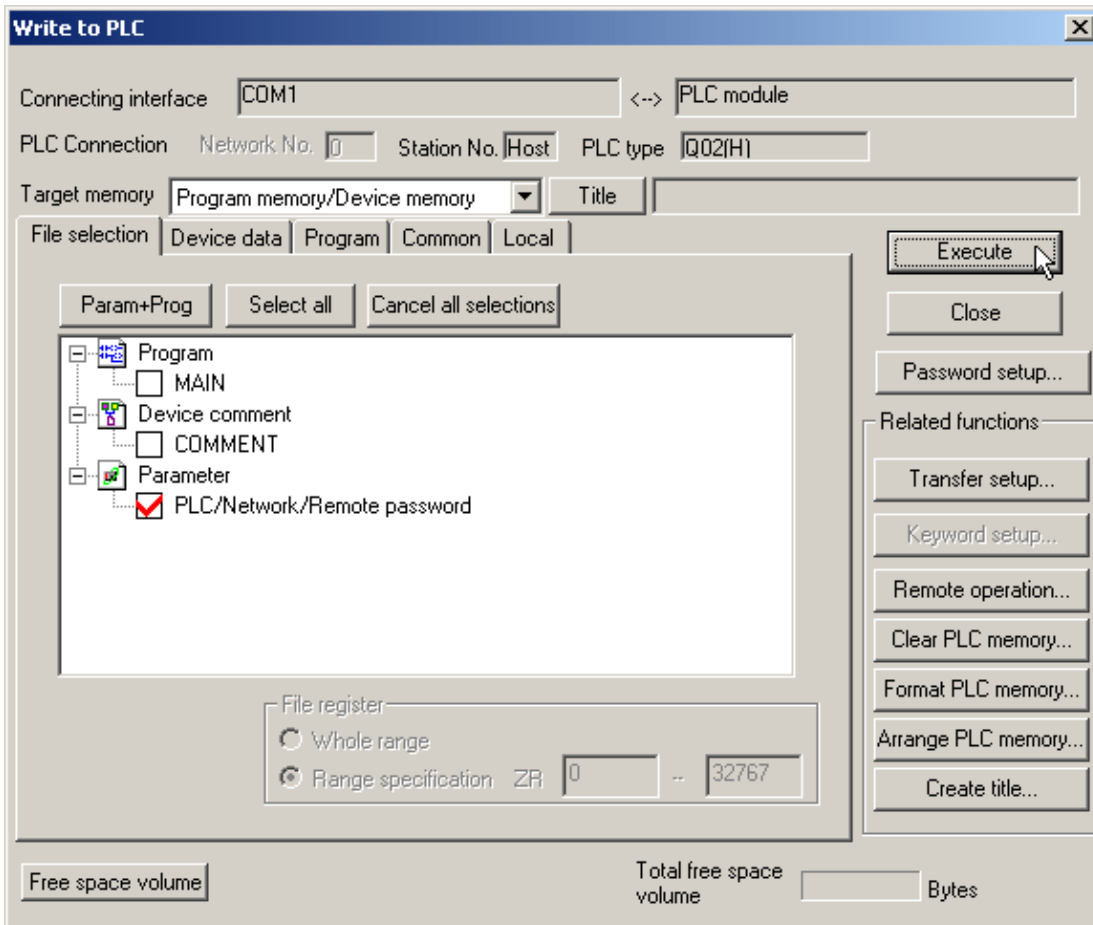 Write to PLC
Connecting interface COM1 <--> PLC module
PLC Connection Network No. 0 Station No. Host PLC type Q02(H)
Target memory Program memory/Device memory Title
File selection Device data Program Common Local
Execute
Param+Prog Select all Cancel all selections
Close
Program
MAIN
Password setup...
Device comment
Related functions
COMMENT
Parameter
Transfer setup...
PLC/Network/Remote password
Keyword setup...
Remote operation...
Clear PLC memory...
Format PLC memory...
File register
Whole range
Arrange PLC memory...
Range specification ZR 0 -- 32767
Create title...
Free space volume
Total free space
volume Bytes